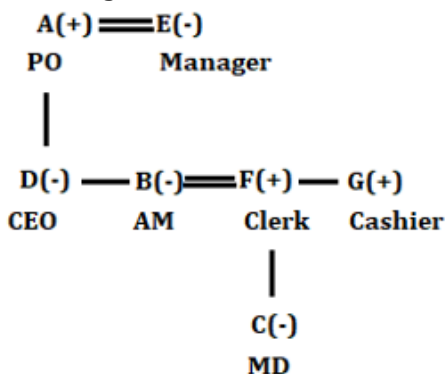 A(+) E(-)
PO Manager
D(-) B(-) F(+) G(+)
CEO AM Clerk Cashier
C(-)
MD